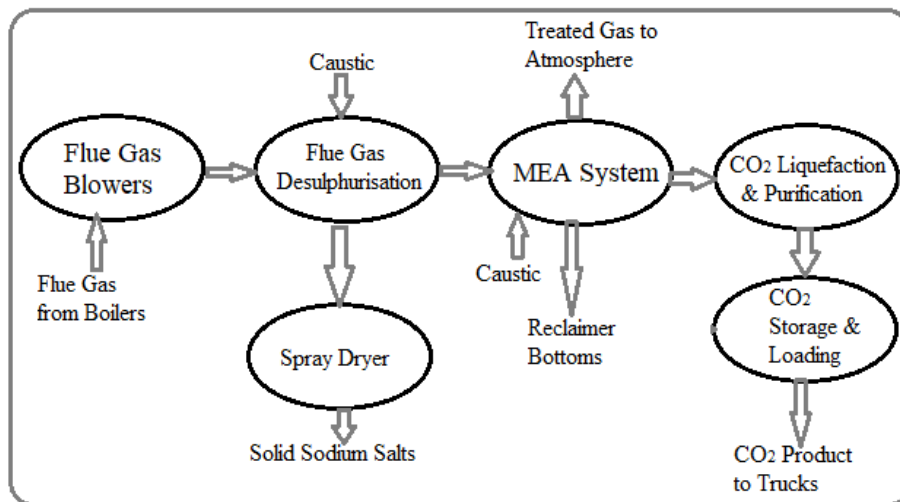 Treated Gas to
Atmosphere
Caustic
Flue Gas
Blowers
Flue Gas
Desulphurisation
MEA System
CO2 Liquefaction
& Purification
Flue Gas
from Boilers
Caustic
Spray Dryer
Reclaimer
Bottoms
CO2
Storage &
Loading
Solid Sodium Salts
CO2 Product
to Trucks